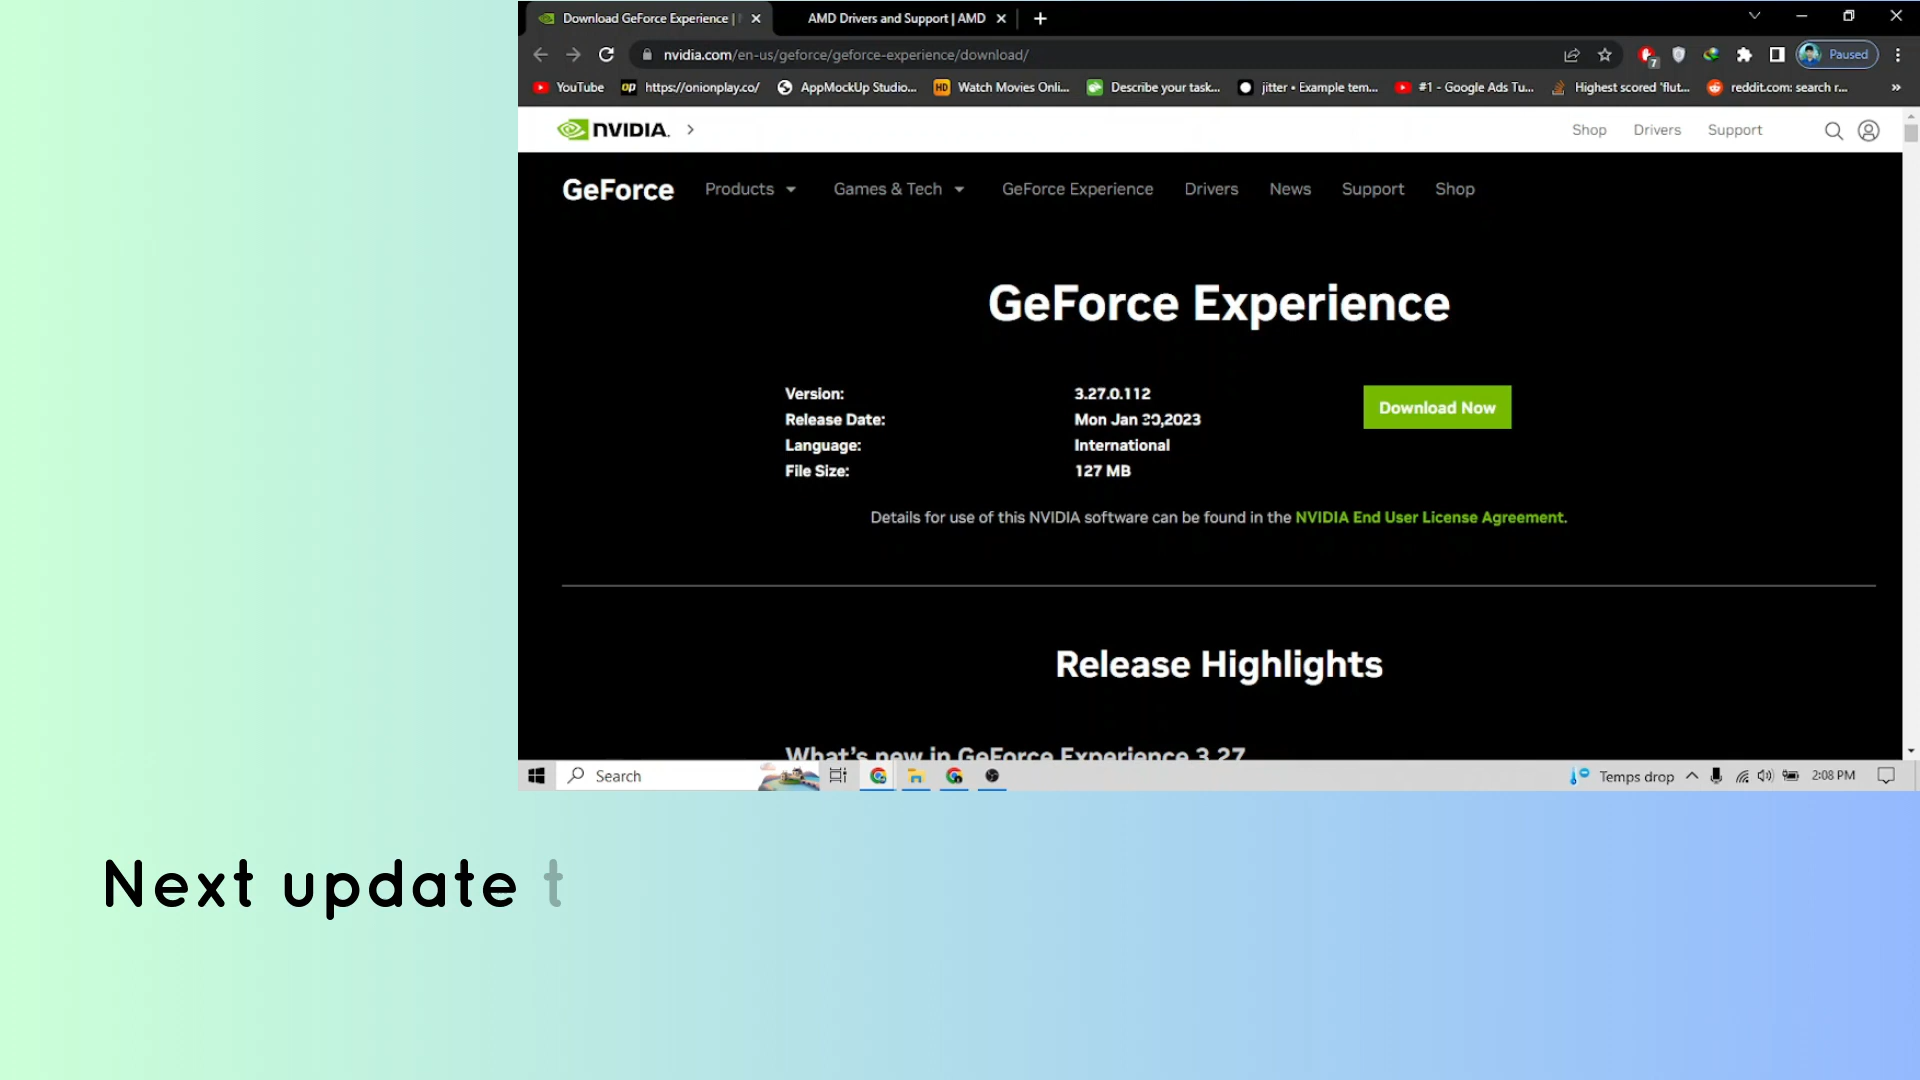 Download GeForce Experience |
AMD Drivers and Support | AMD
nvidia.com/en-us/geforce/geforce-experience/download/
7
Paused
YouTube
op
https://onionplay.co/
AppMockUp Studio...
HD
Watch Movies Onli...
Describe your task...
jitter • Example tem...
#1 - Google Ads Tu...
Highest scored 'flut...
reddit.com: search r...
»
NVIDIA.
Shop
Drivers
Support
GeForce
Products
Games & Tech
GeForce Experience
Drivers
News
Support
Shop
GeForce Experience
Version:
3.27.0.112
Download Now
Release Date:
Mon Jan 30,2023
Language:
International
File Size:
127 MB
Details for use of this NVIDIA software can be found in the NVIDIA End User License Agreement.
Release Highlights
What's new in GeForce Experience 3.27
Search
Temps drop
2:08 PM
Next update t